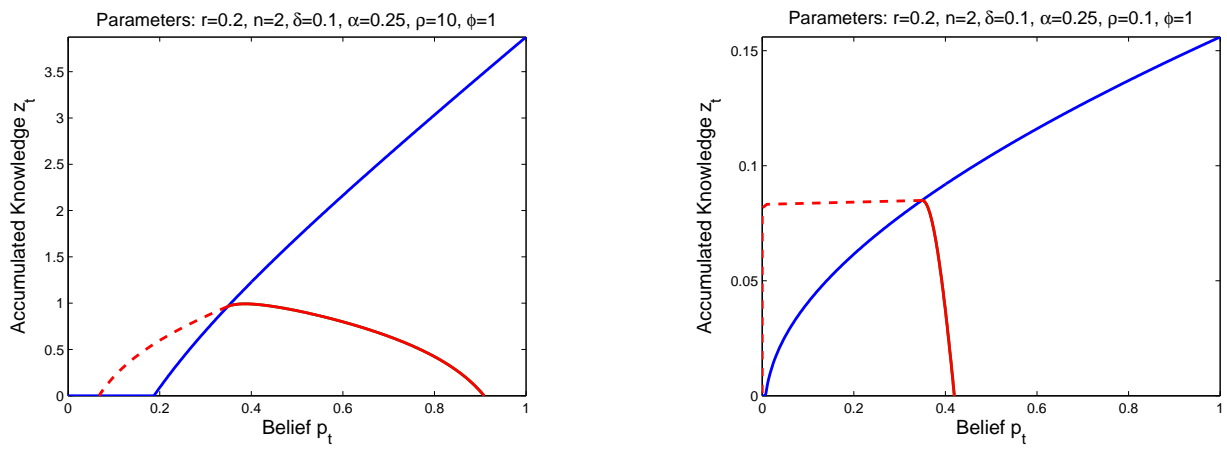 Parameters: r=0.2, n=2, δ=0.1, α=0.25, ρ=10, ϕ=1
Accumulated Knowledge z_t
3.5
3
2.5
2
1.5
1
0.5
0
0 0.2 0.4 0.6 0.8 1
Belief p_t
Parameters: r=0.2, n=2, δ=0.1, α=0.25, ρ=0.1, ϕ=1
Accumulated Knowledge z_t
0.15
0.1
0.05
0
0 0.2 0.4 0.6 0.8 1
Belief p_t